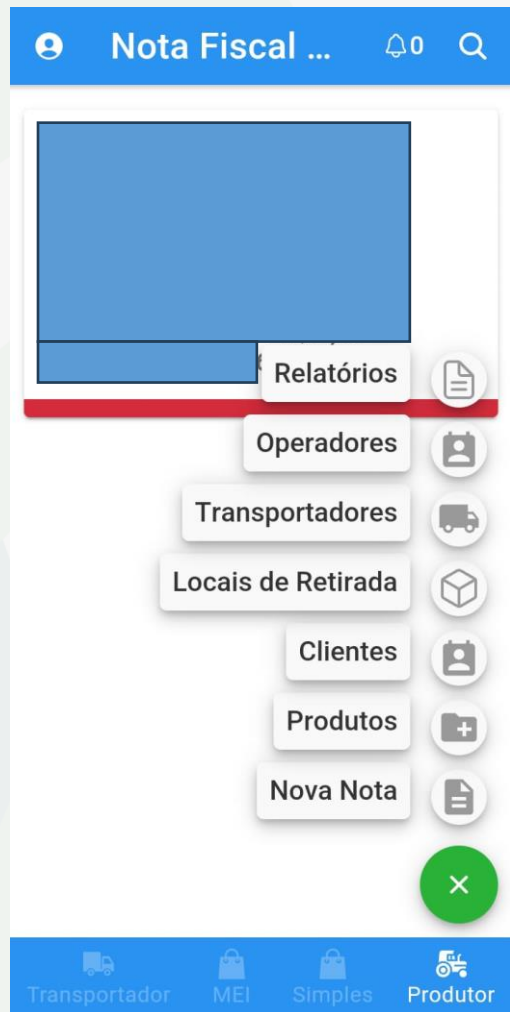 Nota Fiscal ...
0
Relatórios
Operadores
Transportadores
Locais de Retirada
Clientes
Produtos
Nova Nota
Transportador
MEI
Simples
Produtor